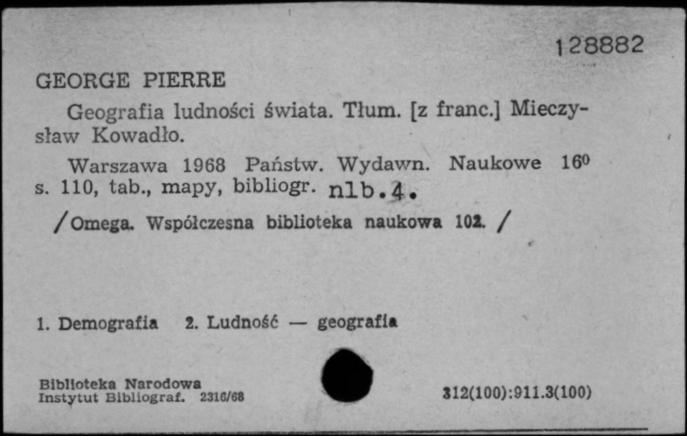 128882
GEORGE PIERRE
Geografia ludności świata. Tłum. [z franc.] Mieczy-
sław Kowadło.
Warszawa 1968 Państw. Wydawn. Naukowe 16⁰
s. 110, tab., mapy, bibliogr. nlb.4.
/Omega. Współczesna biblioteka naukowa 102. /
1. Demografia 2. Ludność — geografia
Biblioteka Narodowa
Instytut Bibliograf. 2316/68
312(100):911.3(100)